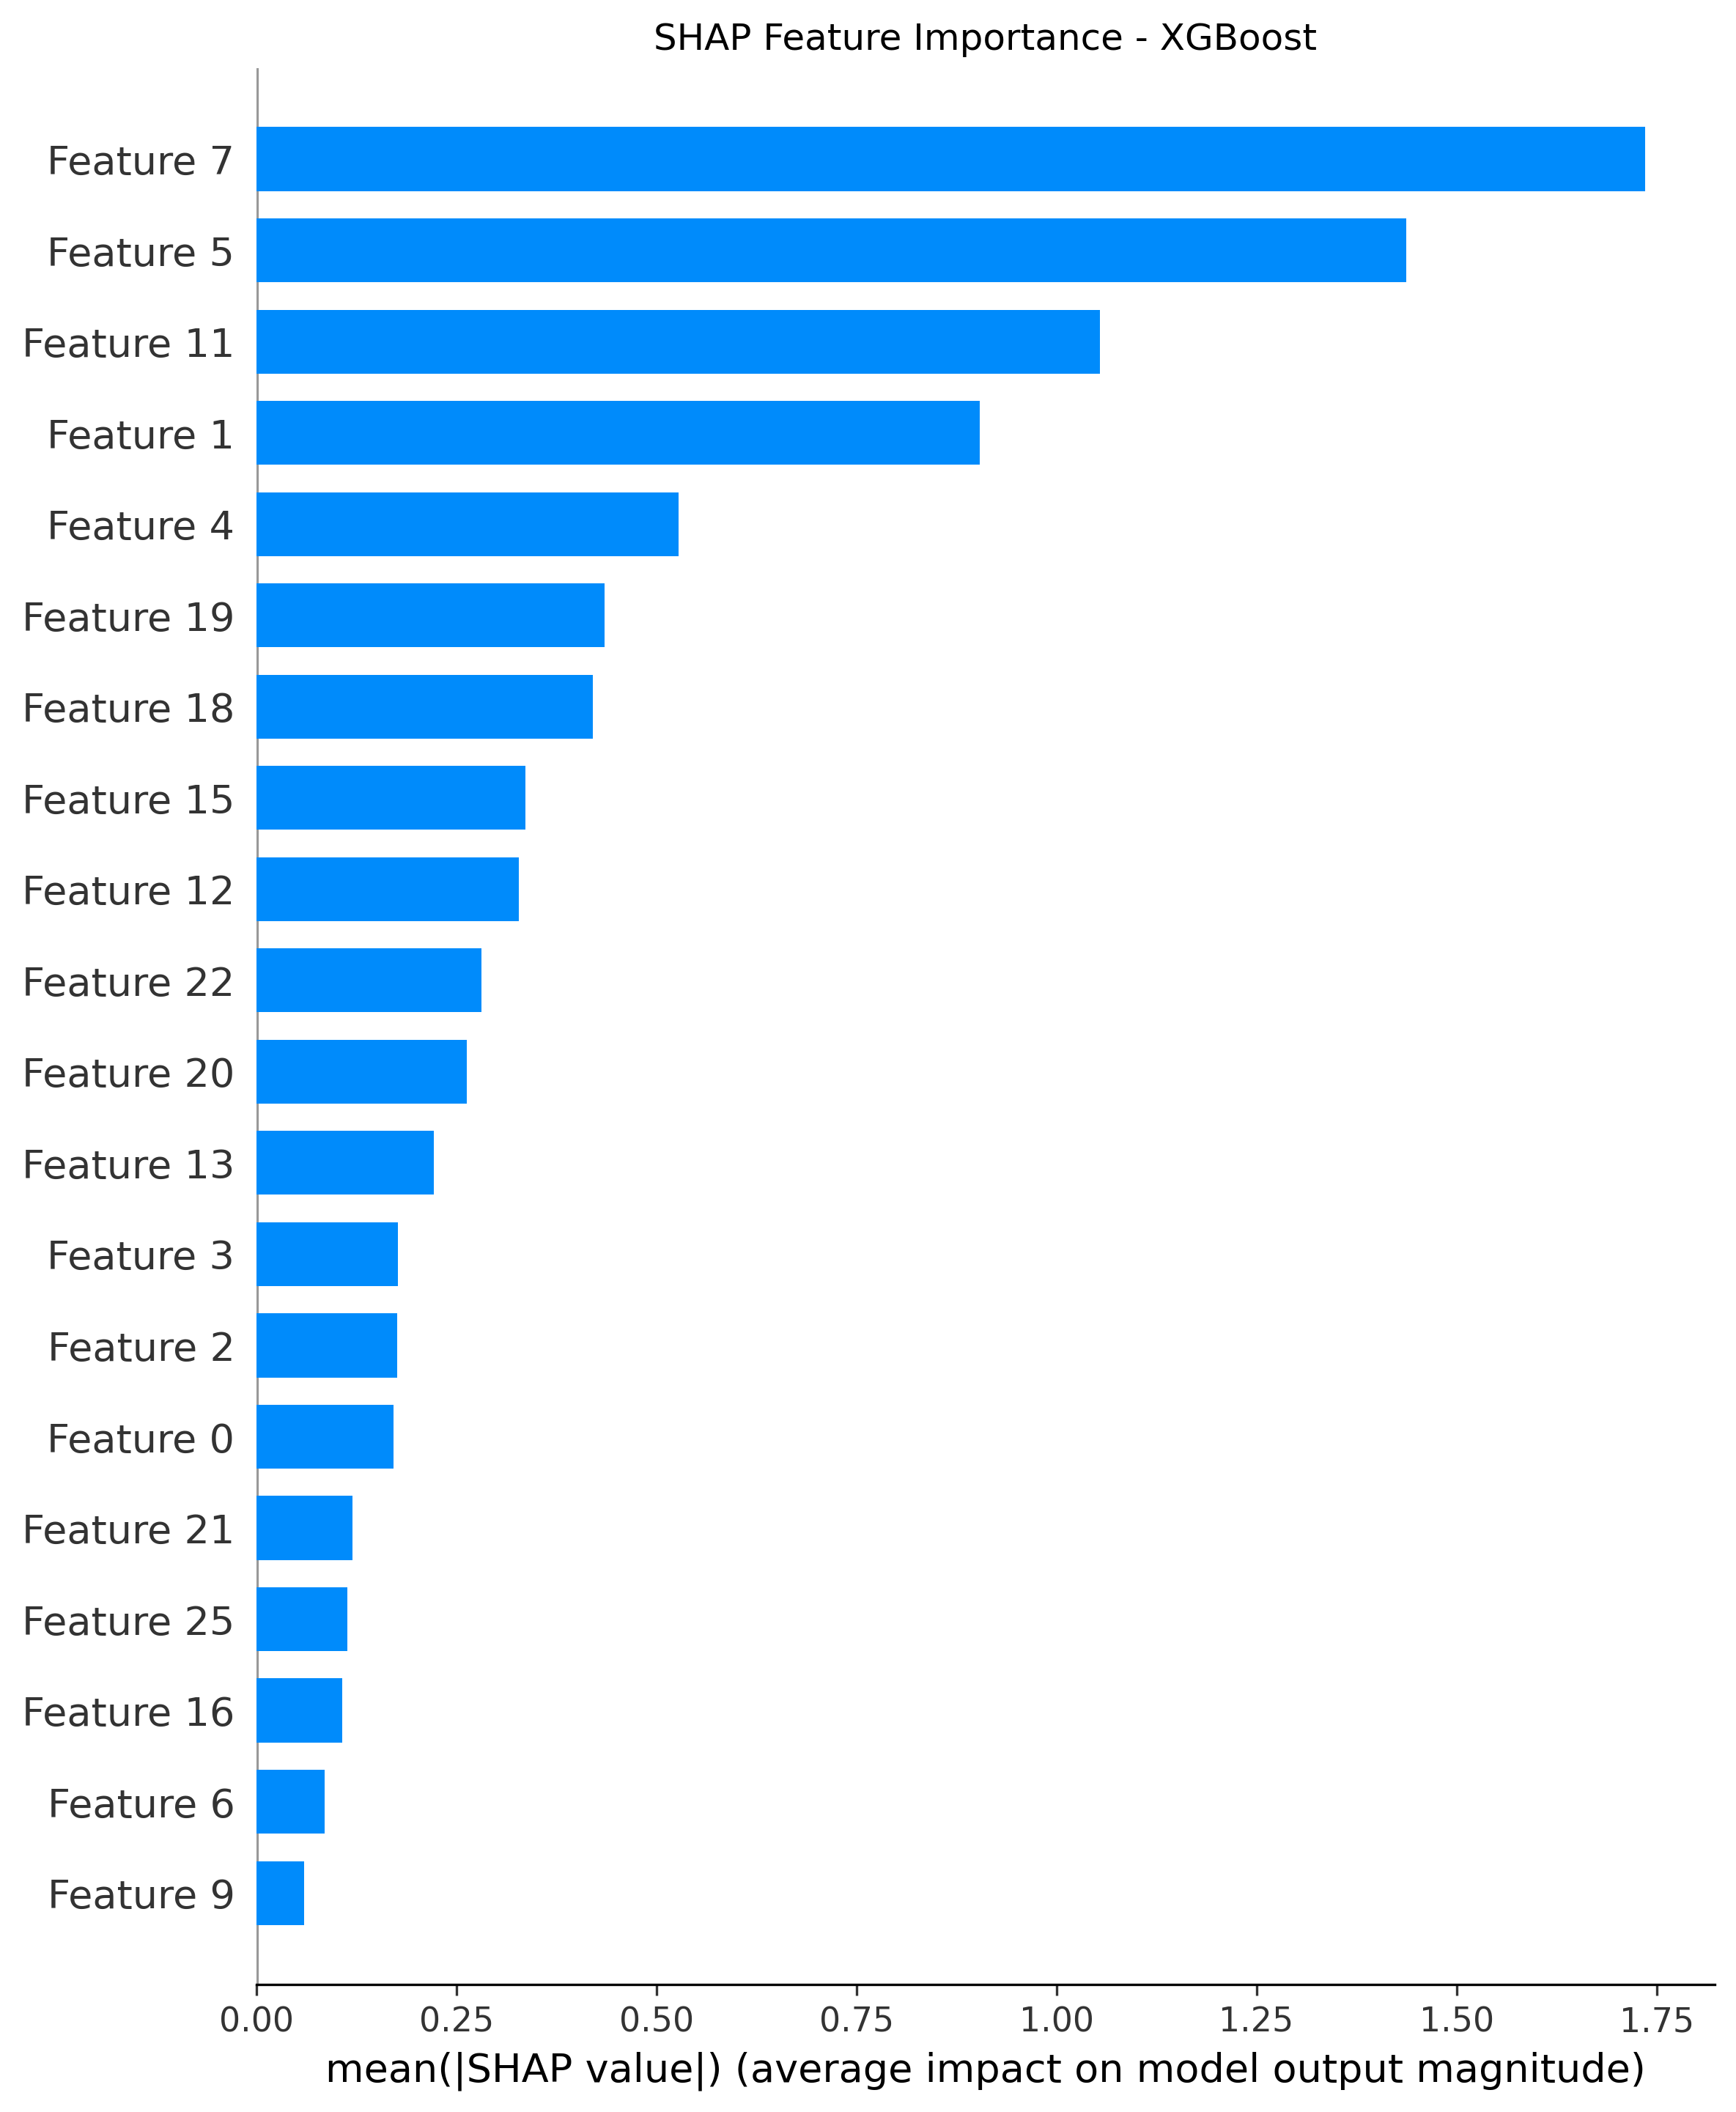 SHAP Feature Importance - XGBoost
Feature 7
Feature 5
Feature 11
Feature 1
Feature 4
Feature 19
Feature 18
Feature 15
Feature 12
Feature 22
Feature 20
Feature 13
Feature 3
Feature 2
Feature 0
Feature 21
Feature 25
Feature 16
Feature 6
Feature 9
0.00 0.25 0.50 0.75 1.00 1.25 1.50 1.75
mean(|SHAP value|) (average impact on model output magnitude)